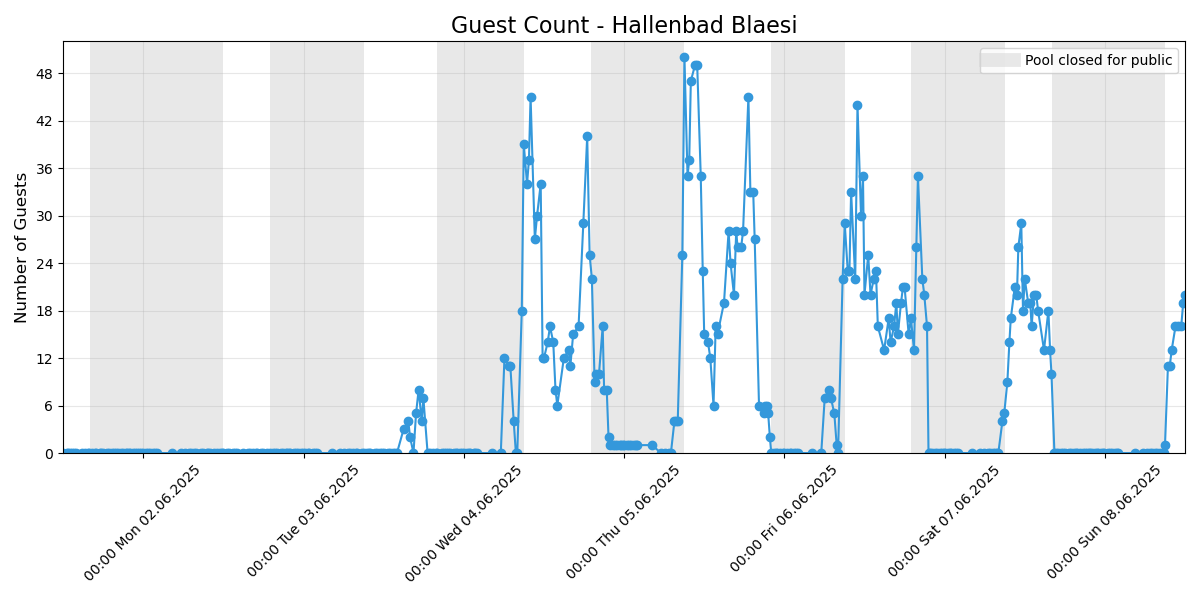 Guest Count - Hallenbad Blaesi
Pool closed for public
Number of Guests
48
42
36
30
24
18
12
6
0
00:00 Mon 02.06.2025
00:00 Tue 03.06.2025
00:00 Wed 04.06.2025
00:00 Thu 05.06.2025
00:00 Fri 06.06.2025
00:00 Sat 07.06.2025
00:00 Sun 08.06.2025